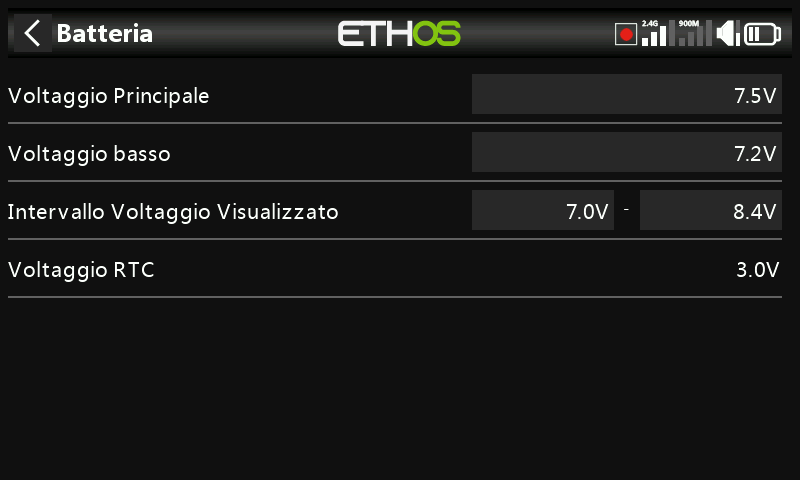 Batteria
ETHOS
2.4G
900M
Voltaggio Principale 7.5V
Voltaggio basso 7.2V
Intervallo Voltaggio Visualizzato 7.0V - 8.4V
Voltaggio RTC 3.0V